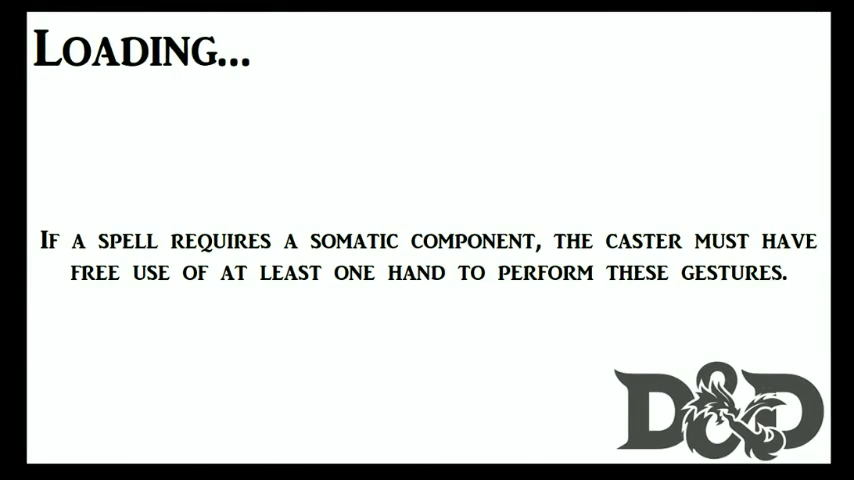 Loading...
If a spell requires a somatic component, the caster must have
free use of at least one hand to perform these gestures.
D&D